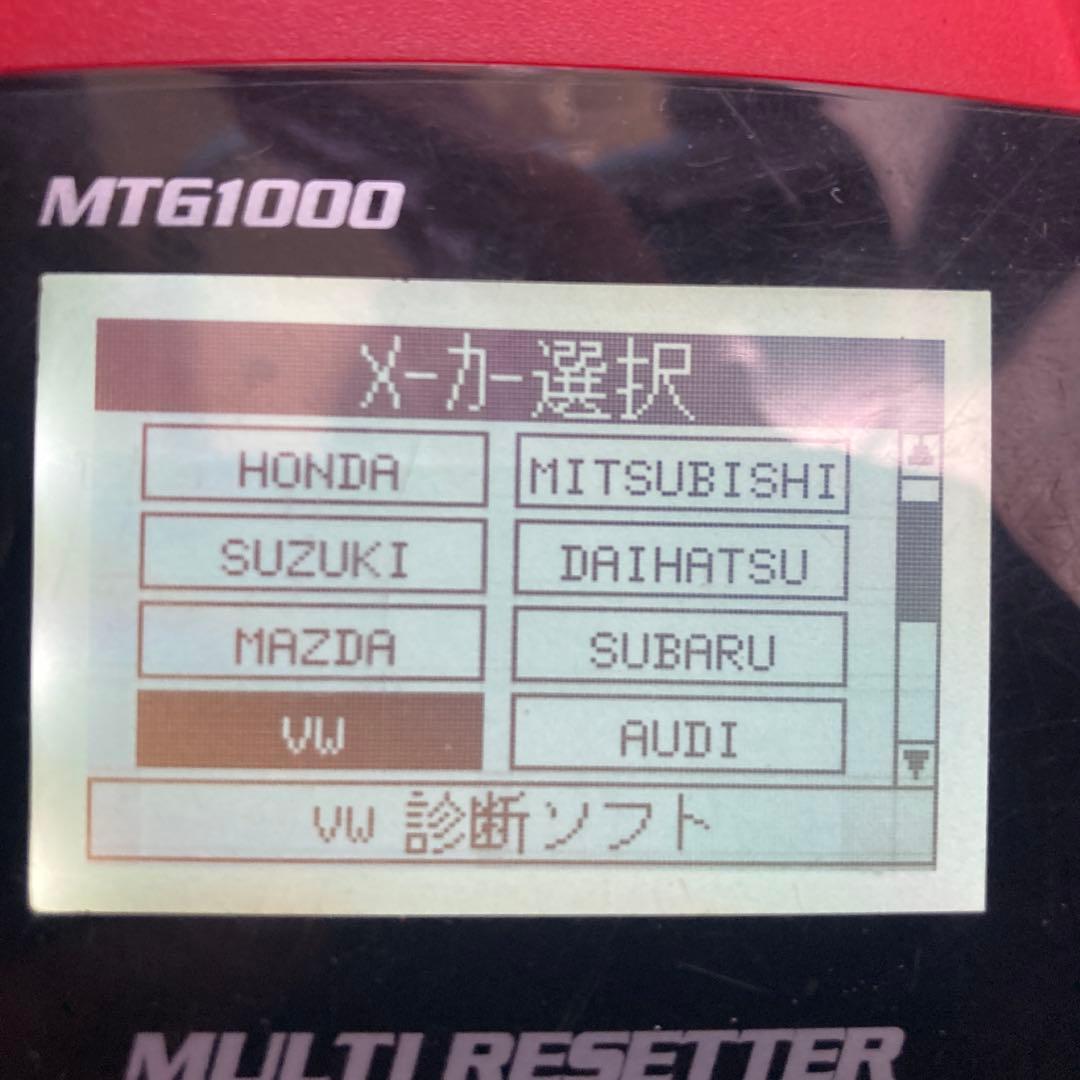 MTG1000
メーカー選択
HONDA MITSUBISHI
SUZUKI DAIHATSU
MAZDA SUBARU
VW AUDI
VW 診断ソフト
MULTI RESETTER